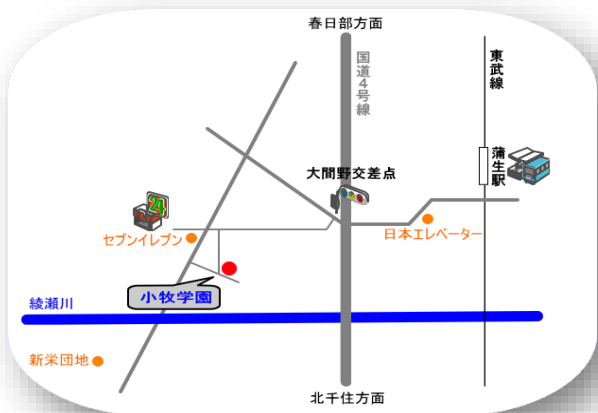 春日部方面
国道4号線
東武線
大間野交差点
蒲生駅
24
セブンイレブン
日本エレベーター
小牧学園
綾瀬川
新栄団地
北千住方面